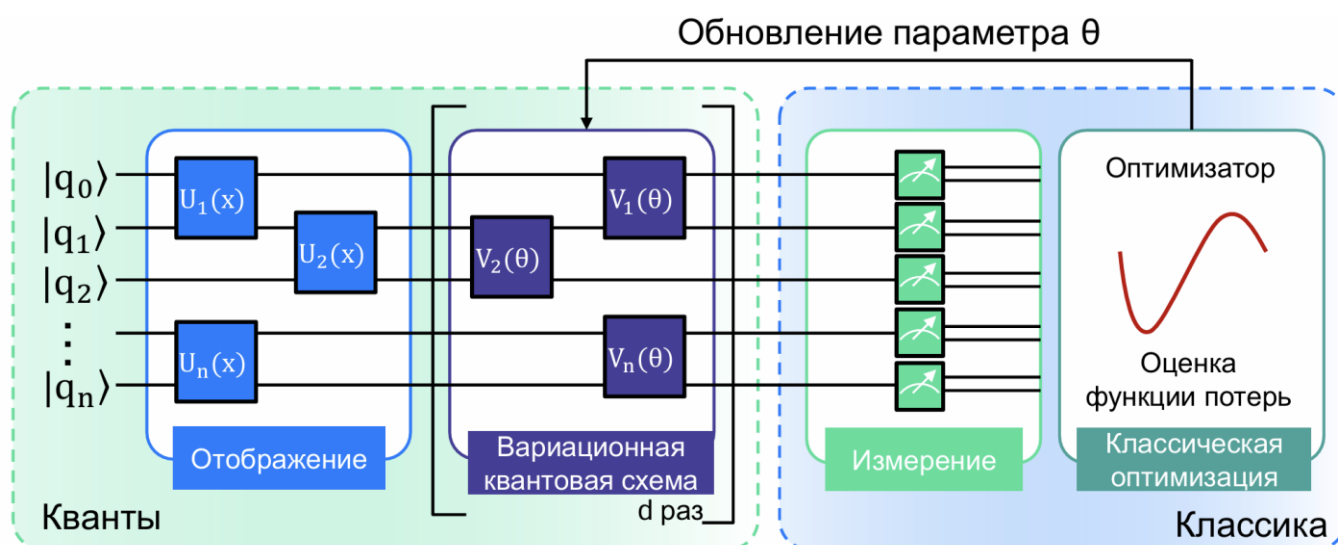 Обновление параметра θ
|q₀⟩
|q₁⟩
|q₂⟩
⋮
|qₙ⟩
U₁(x)
U₂(x)
Uₙ(x)
Отображение
V₁(θ)
V₂(θ)
Vₙ(θ)
Вариационная
квантовая схема
d раз
Кванты
Измерение
Оптимизатор
Оценка
функции потерь
Классическая
оптимизация
Классика